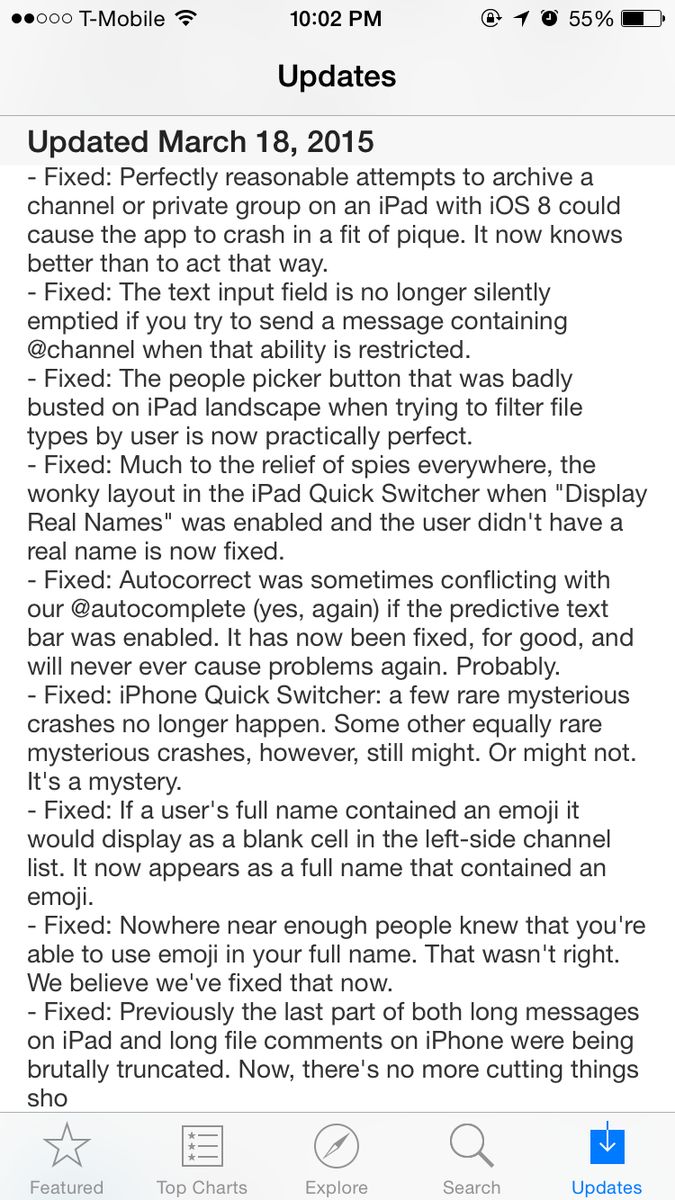 T-Mobile 10:02 PM 55%
Updates
Updated March 18, 2015
- Fixed: Perfectly reasonable attempts to archive a
channel or private group on an iPad with iOS 8 could
cause the app to crash in a fit of pique. It now knows
better than to act that way.
- Fixed: The text input field is no longer silently
emptied if you try to send a message containing
@channel when that ability is restricted.
- Fixed: The people picker button that was badly
busted on iPad landscape when trying to filter file
types by user is now practically perfect.
- Fixed: Much to the relief of spies everywhere, the
wonky layout in the iPad Quick Switcher when "Display
Real Names" was enabled and the user didn't have a
real name is now fixed.
- Fixed: Autocorrect was sometimes conflicting with
our @autocomplete (yes, again) if the predictive text
bar was enabled. It has now been fixed, for good, and
will never ever cause problems again. Probably.
- Fixed: iPhone Quick Switcher: a few rare mysterious
crashes no longer happen. Some other equally rare
mysterious crashes, however, still might. Or might not.
It's a mystery.
- Fixed: If a user's full name contained an emoji it
would display as a blank cell in the left-side channel
list. It now appears as a full name that contained an
emoji.
- Fixed: Nowhere near enough people knew that you're
able to use emoji in your full name. That wasn't right.
We believe we've fixed that now.
- Fixed: Previously the last part of both long messages
on iPad and long file comments on iPhone were being
brutally truncated. Now, there's no more cutting things
sho
Featured Top Charts Explore Search Updates